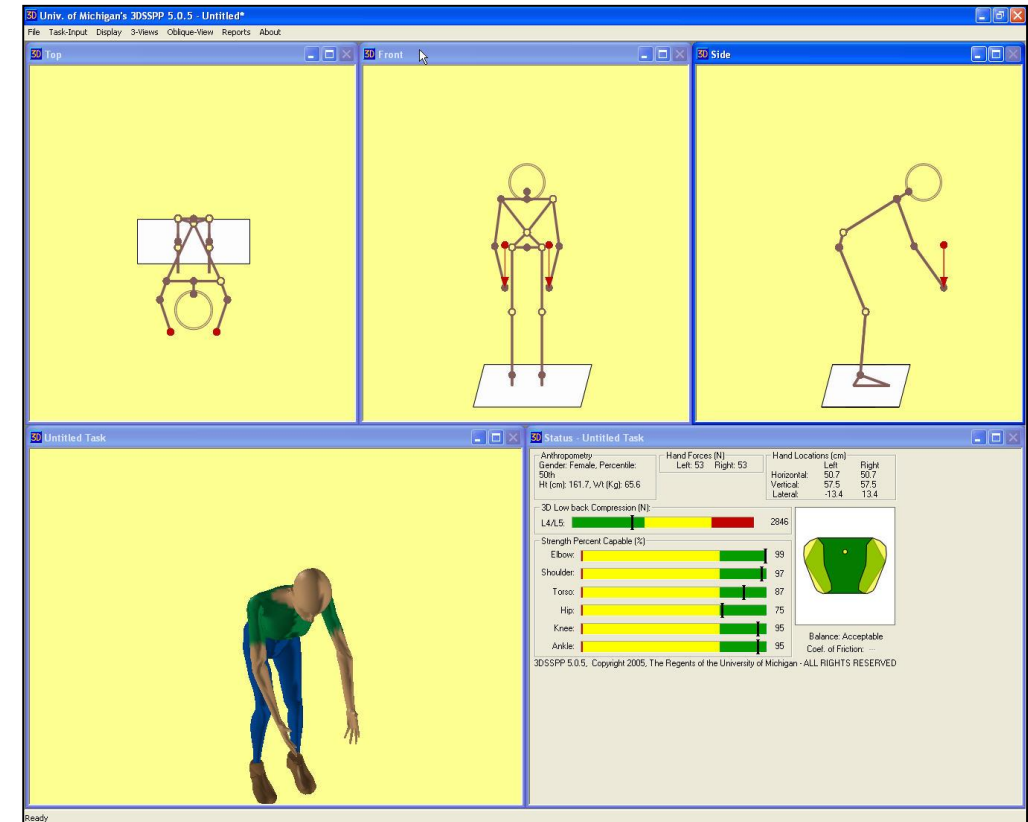 3D Univ. of Michigan's 3DSSPP 5.0.5 - Untitled*
File Task-Input Display 3-Views Oblique-View Reports About
3D Top
3D Front
3D Side
3D Untitled Task
3D Status - Untitled Task
Anthropometry
Gender: Female, Percentile:
50th
Ht (cm): 161.7, Wt (Kg): 65.6
Hand Forces (N)
Left: 53 Right: 53
Hand Locations (cm)
Left Right
Horizontal: 50.7 50.7
Vertical: 57.5 57.5
Lateral: -13.4 13.4
3D Low back Compression (N):
L4/L5: 2846
Strength Percent Capable (%)
Elbow: 99
Shoulder: 97
Torso: 87
Hip: 75
Knee: 95
Ankle: 95
Balance: Acceptable
Coef. of Friction: --
3DSSPP 5.0.5, Copyright 2005, The Regents of the University of Michigan - ALL RIGHTS RESERVED
Ready